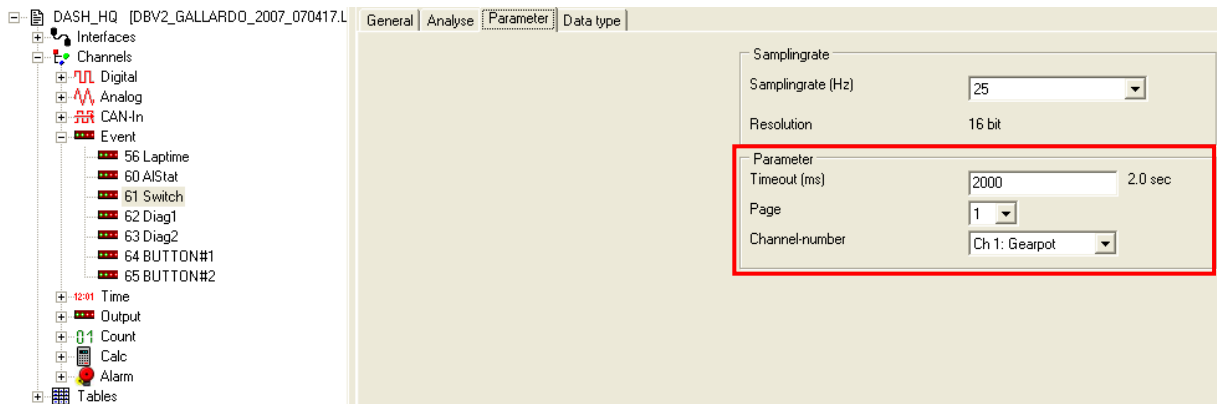 DASH_HQ [DBV2_GALLARDO_2007_070417.L
Interfaces
Channels
Digital
Analog
CAN-In
Event
56 Laptime
60 AlStat
61 Switch
62 Diag1
63 Diag2
64 BUTTON#1
65 BUTTON#2
12:01 Time
Output
01 Count
Calc
Alarm
Tables
General Analyse Parameter Data type
Samplingrate
Samplingrate (Hz) 25
Resolution 16 bit
Parameter
Timeout (ms) 2000 2.0 sec
Page 1
Channel-number Ch 1: Gearpot